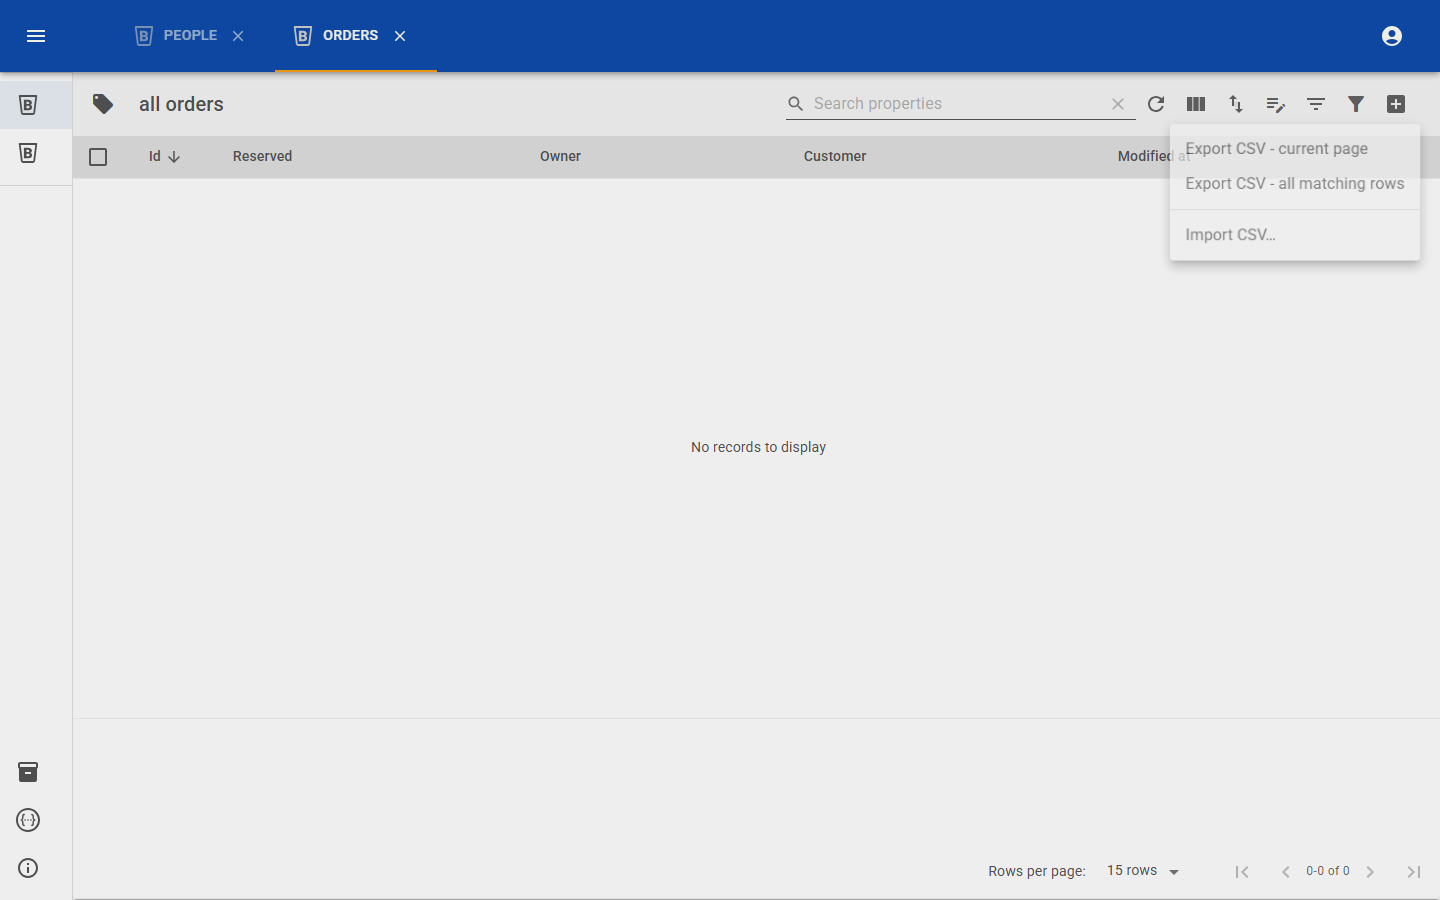 PEOPLE
ORDERS
all orders
Search properties
Id
Reserved
Owner
Customer
Modified at
Export CSV - current page
Export CSV - all matching rows
Import CSV...
No records to display
Rows per page:
15 rows
0-0 of 0